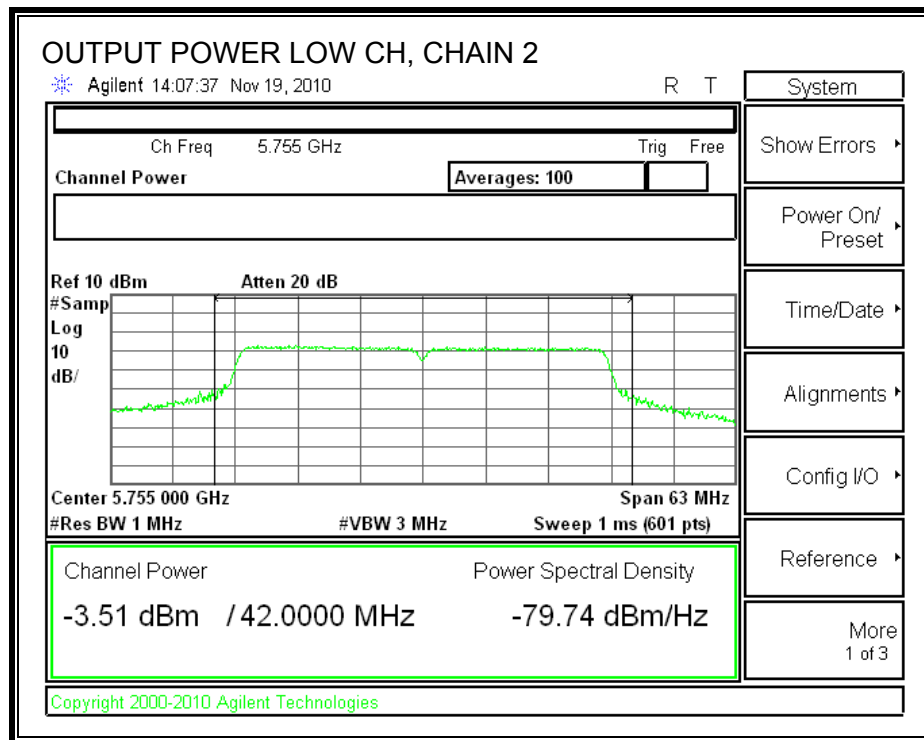 OUTPUT POWER LOW CH, CHAIN 2
Agilent 14:07:37 Nov 19, 2010 R T
System
Ch Freq 5.755 GHz Trig Free
Show Errors
Channel Power Averages: 100
Power On/
Preset
Ref 10 dBm Atten 20 dB
#Samp
Log
10
dB/
Time/Date
Alignments
Config I/O
Center 5.755 000 GHz Span 63 MHz
#Res BW 1 MHz #VBW 3 MHz Sweep 1 ms (601 pts)
Channel Power Power Spectral Density
Reference
-3.51 dBm / 42.0000 MHz -79.74 dBm/Hz
More
1 of 3
Copyright 2000-2010 Agilent Technologies